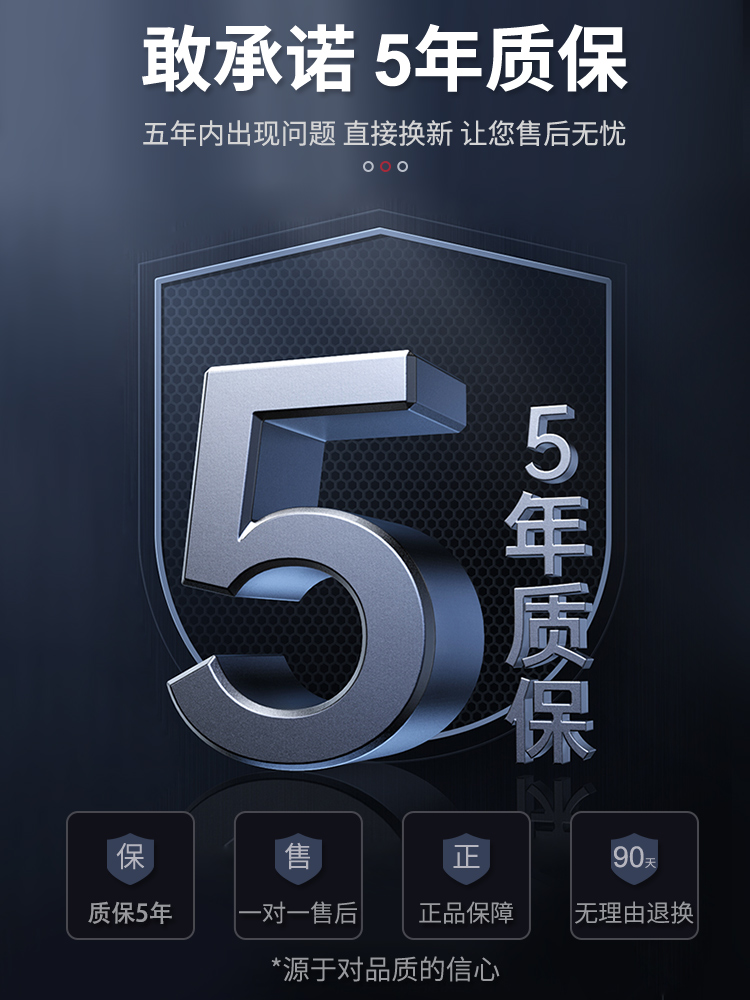 敢承诺 5年质保
五年内出现问题 直接换新 让您售后无忧
5
5年质保
保
质保5年
售
一对一售后
正
正品保障
90天
无理由退换
*源于对品质的信心